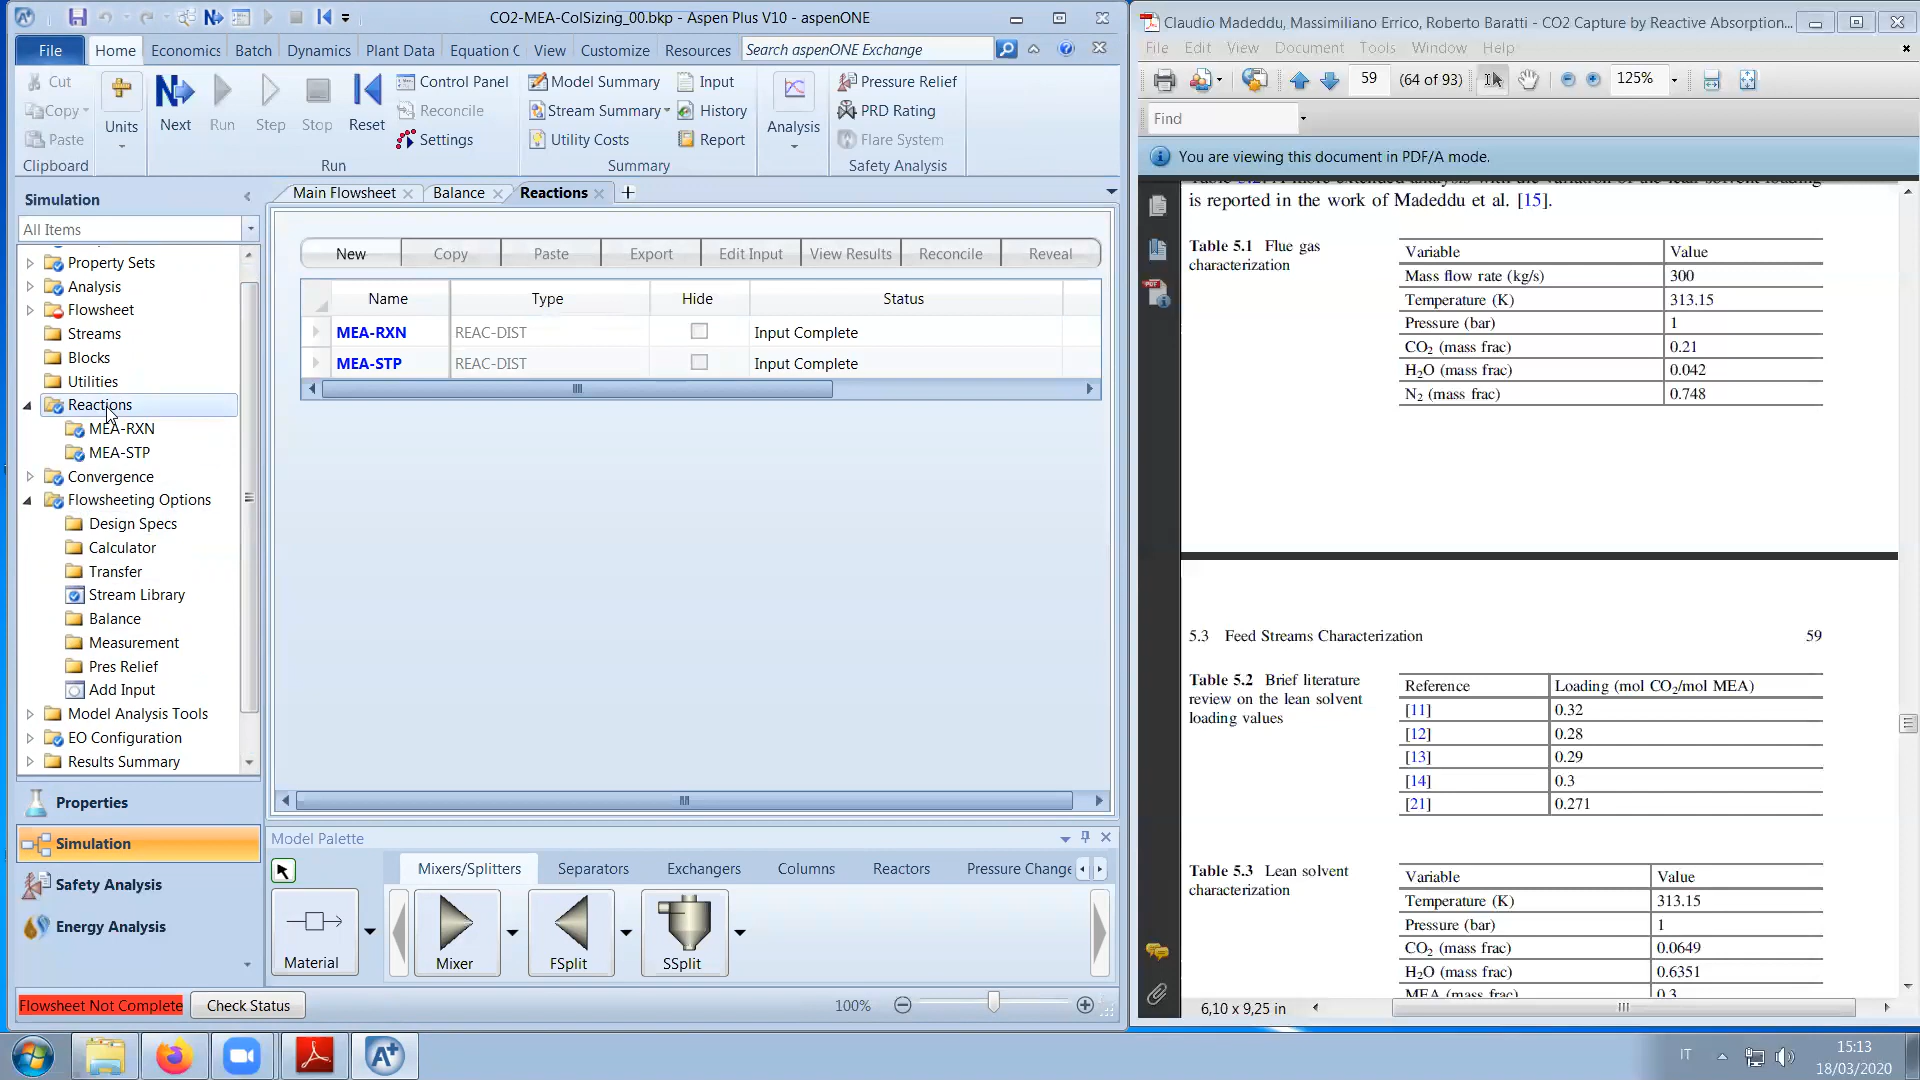 CO2-MEA-ColSizing_00.bkp - Aspen Plus V10 - aspenONE
File Home Economics Batch Dynamics Plant Data Equation C View Customize Resources Search aspenONE Exchange
Cut
Copy
Paste
Clipboard
Units
Next Run Step Stop Reset
Control Panel
Reconcile
Settings
Run
Model Summary
Stream Summary
Utility Costs
Input
History
Report
Summary
Analysis
Pressure Relief
PRD Rating
Flare System
Safety Analysis
Simulation
All Items
Property Sets
Analysis
Flowsheet
Streams
Blocks
Utilities
Reactions
MEA-RXN
MEA-STP
Convergence
Flowsheeting Options
Design Specs
Calculator
Transfer
Stream Library
Balance
Measurement
Pres Relief
Add Input
Model Analysis Tools
EO Configuration
Results Summary
Properties
Simulation
Safety Analysis
Energy Analysis
Main Flowsheet Balance Reactions
New Copy Paste Export Edit Input View Results Reconcile Reveal
Name Type Hide Status
MEA-RXN REAC-DIST Input Complete
MEA-STP REAC-DIST Input Complete
Model Palette
Mixers/Splitters Separators Exchangers Columns Reactors Pressure Change
Material Mixer FSplit SSplit
Flowsheet Not Complete Check Status 100%
Claudio Madeddu, Massimiliano Errico, Roberto Baratti - CO2 Capture by Reactive Absorption...
File Edit View Document Tools Window Help
59 (64 of 93) 125%
Find
You are viewing this document in PDF/A mode.
is reported in the work of Madeddu et al. [15].
Table 5.1 Flue gas
characterization
Variable Value
Mass flow rate (kg/s) 300
Temperature (K) 313.15
Pressure (bar) 1
CO₂ (mass frac) 0.21
H₂O (mass frac) 0.042
N₂ (mass frac) 0.748
5.3 Feed Streams Characterization 59
Table 5.2 Brief literature
review on the lean solvent
loading values
Reference Loading (mol CO₂/mol MEA)
[11] 0.32
[12] 0.28
[13] 0.29
[14] 0.3
[21] 0.271
Table 5.3 Lean solvent
characterization
Variable Value
Temperature (K) 313.15
Pressure (bar) 1
CO₂ (mass frac) 0.0649
H₂O (mass frac) 0.6351
MEA (mass frac) 0.3
6,10 x 9,25 in
IT
15:13
18/03/2020